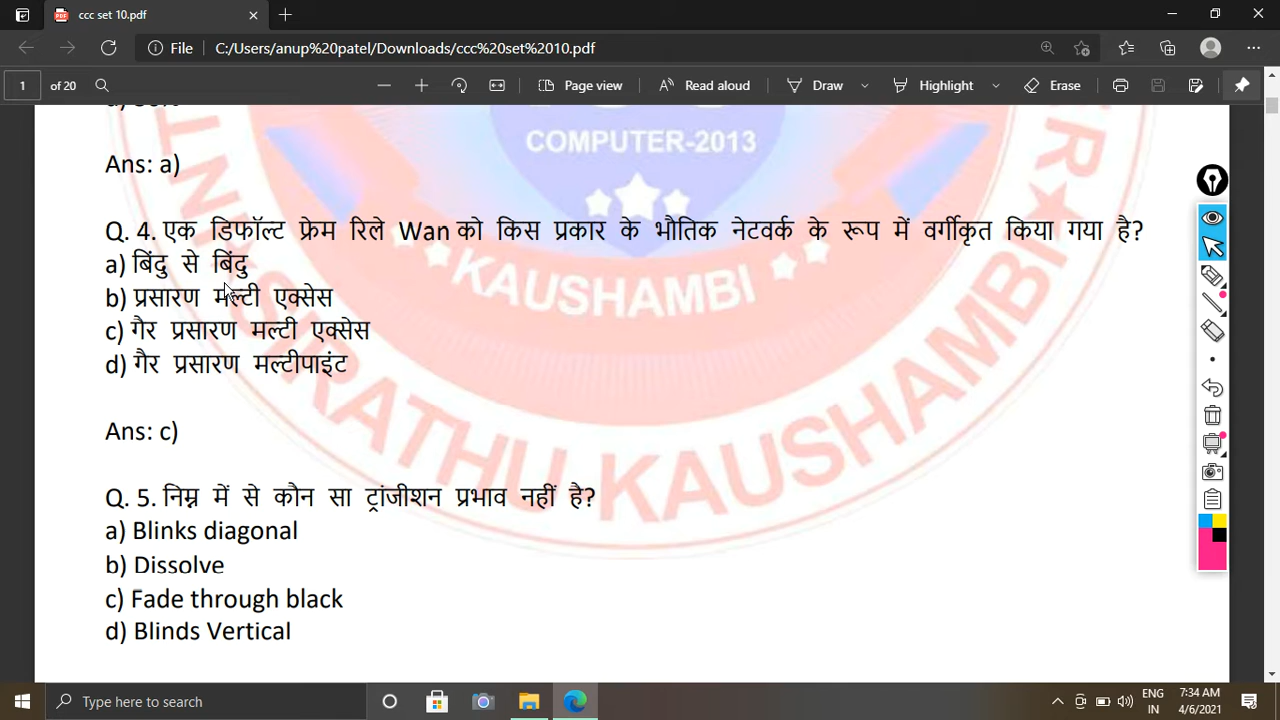 ccc set 10.pdf
File C:/Users/anup%20patel/Downloads/ccc%20set%2010.pdf
1 of 20 Page view Read aloud Draw Highlight Erase
COMPUTER-2013
KAUSHAMBI
SIRATHU KAUSHAMBI
Ans: a)
Q. 4. एक डिफॉल्ट फ्रेम रिले Wan को किस प्रकार के भौतिक नेटवर्क के रूप में वर्गीकृत किया गया है?
a) बिंदु से बिंदु
b) प्रसारण मल्टी एक्सेस
c) गैर प्रसारण मल्टी एक्सेस
d) गैर प्रसारण मल्टीपाइंट
Ans: c)
Q. 5. निम्न में से कौन सा ट्रांजीशन प्रभाव नहीं है?
a) Blinks diagonal
b) Dissolve
c) Fade through black
d) Blinds Vertical
Type here to search
ENG 7:34 AM
IN 4/6/2021